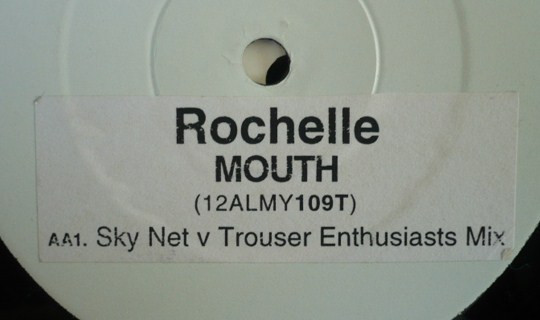 Rochelle
MOUTH
(12ALMY109T)
AA1. Sky Net v Trouser Enthusiasts Mix